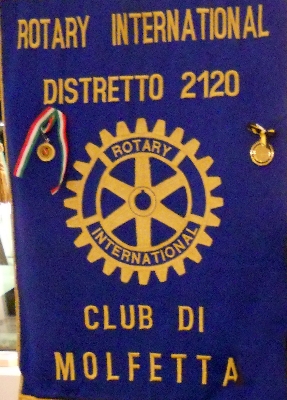 ROTARY INTERNATIONAL
DISTRETTO 2120
ROTARY
INTERNATIONAL
CLUB DI
MOLFETTA